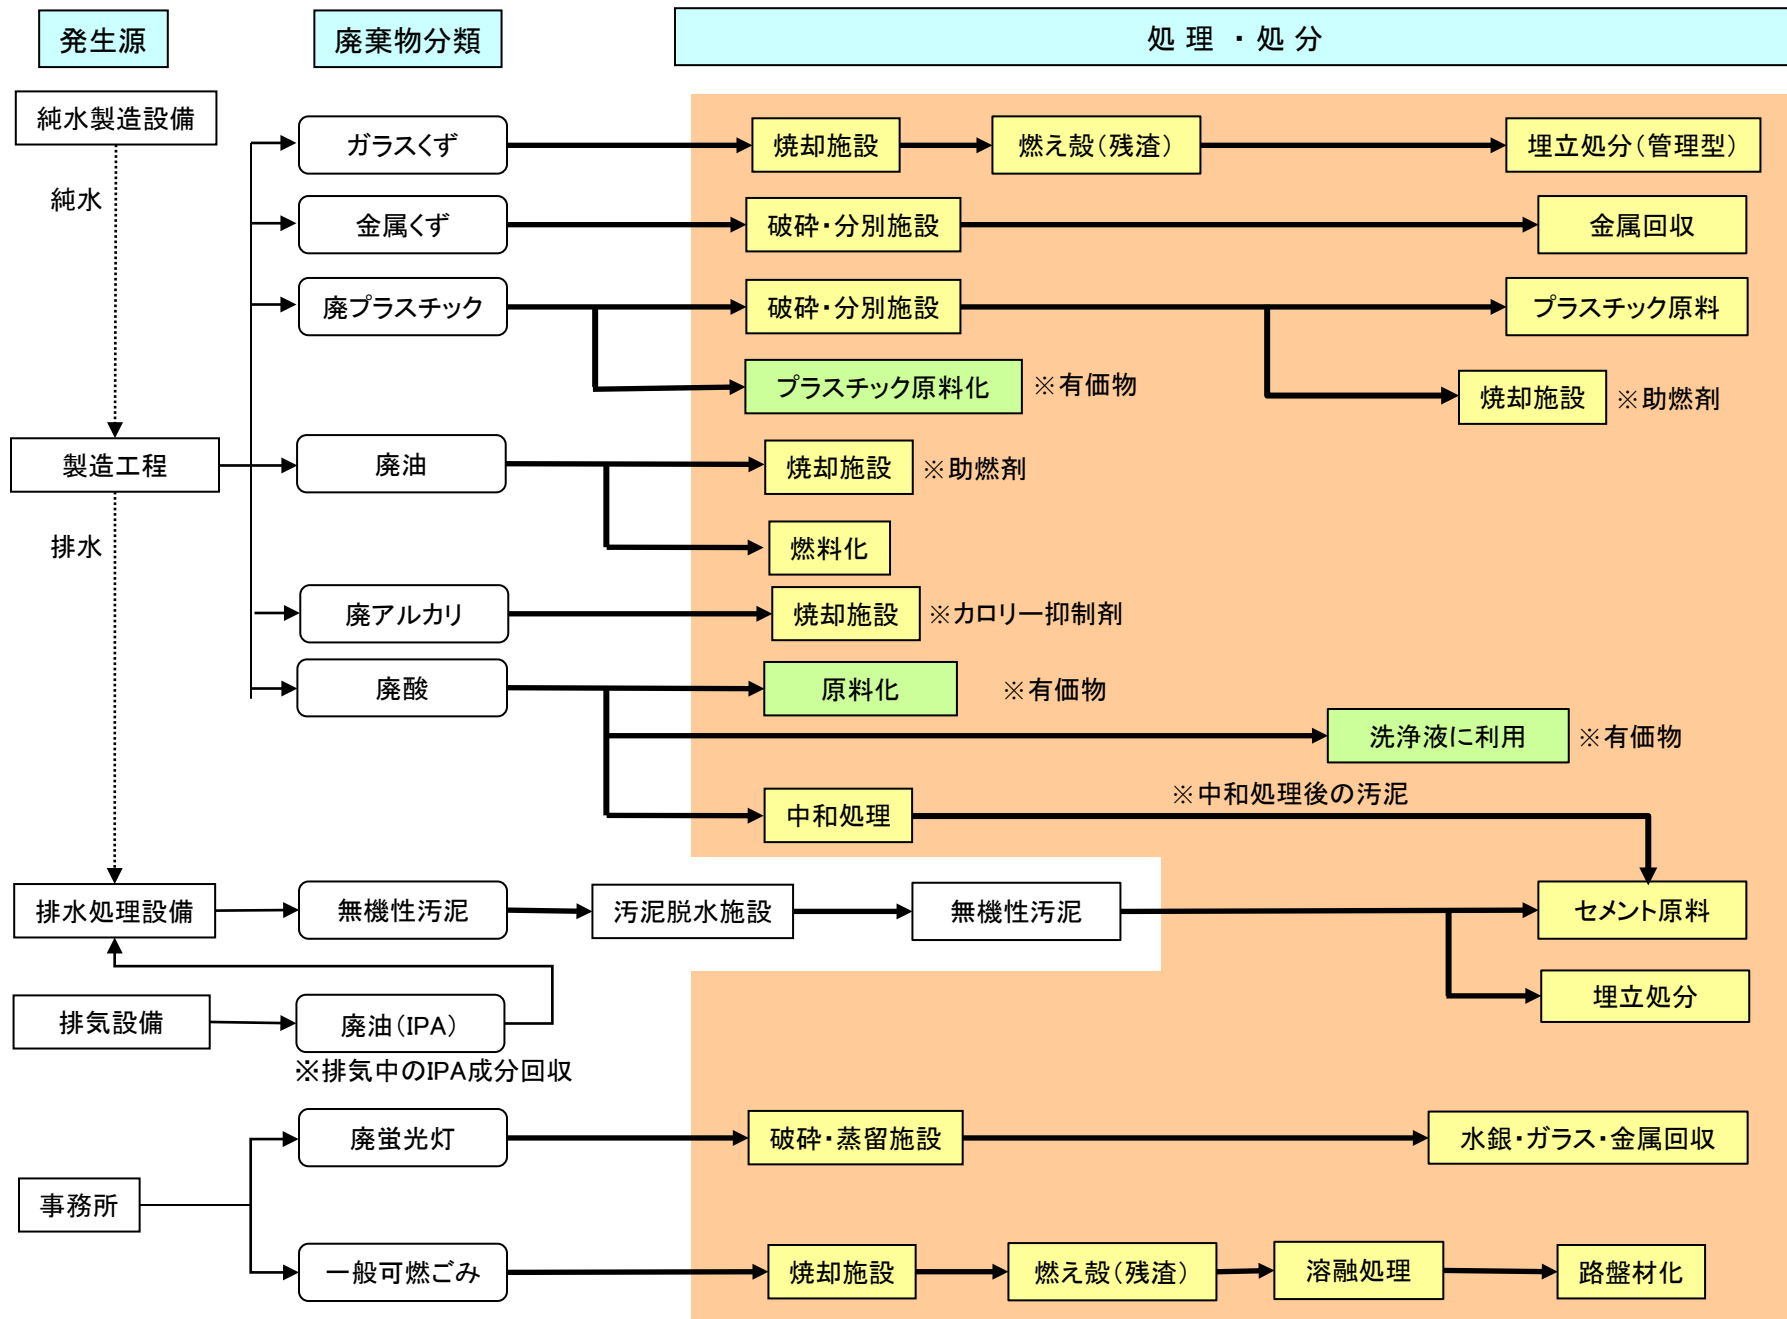 発生源
廃棄物分類
処理・処分
純水製造設備
純水
ガラスくず
焼却施設
燃え殻（残渣）
埋立処分（管理型）
金属くず
破砕・分別施設
金属回収
廃プラスチック
破砕・分別施設
プラスチック原料
プラスチック原料化
※有価物
焼却施設
※助燃剤
製造工程
廃油
焼却施設
※助燃剤
排水
燃料化
廃アルカリ
焼却施設
※カロリー抑制剤
廃酸
原料化
※有価物
洗浄液に利用
※有価物
中和処理
※中和処理後の汚泥
排水処理設備
無機性汚泥
汚泥脱水施設
無機性汚泥
セメント原料
埋立処分
排気設備
廃油（IPA）
※排気中のIPA成分回収
廃蛍光灯
破砕・蒸留施設
水銀・ガラス・金属回収
事務所
一般可燃ごみ
焼却施設
燃え殻（残渣）
溶融処理
路盤材化